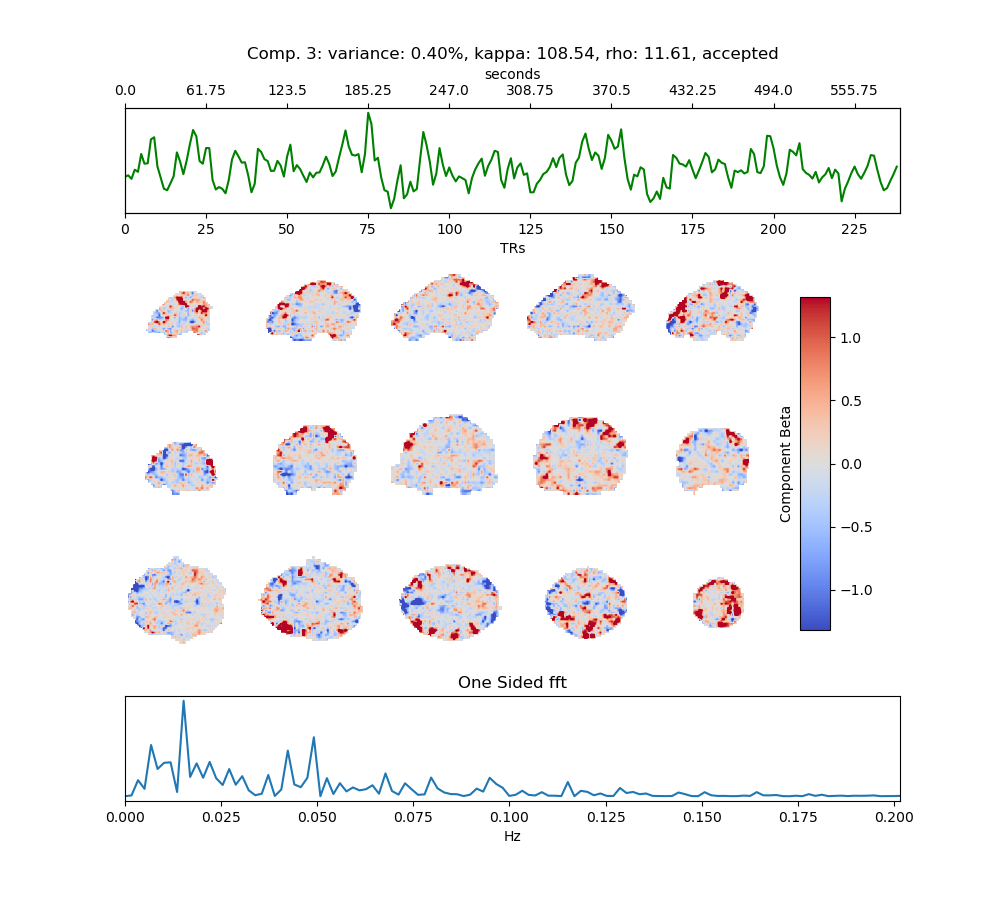 Comp. 3: variance: 0.40%, kappa: 108.54, rho: 11.61, accepted
seconds
0.0 61.75 123.5 185.25 247.0 308.75 370.5 432.25 494.0 555.75
0 25 50 75 100 125 150 175 200 225
TRs
1.0
0.5
0.0
−0.5
−1.0
Component Beta
One Sided fft
0.000 0.025 0.050 0.075 0.100 0.125 0.150 0.175 0.200
Hz